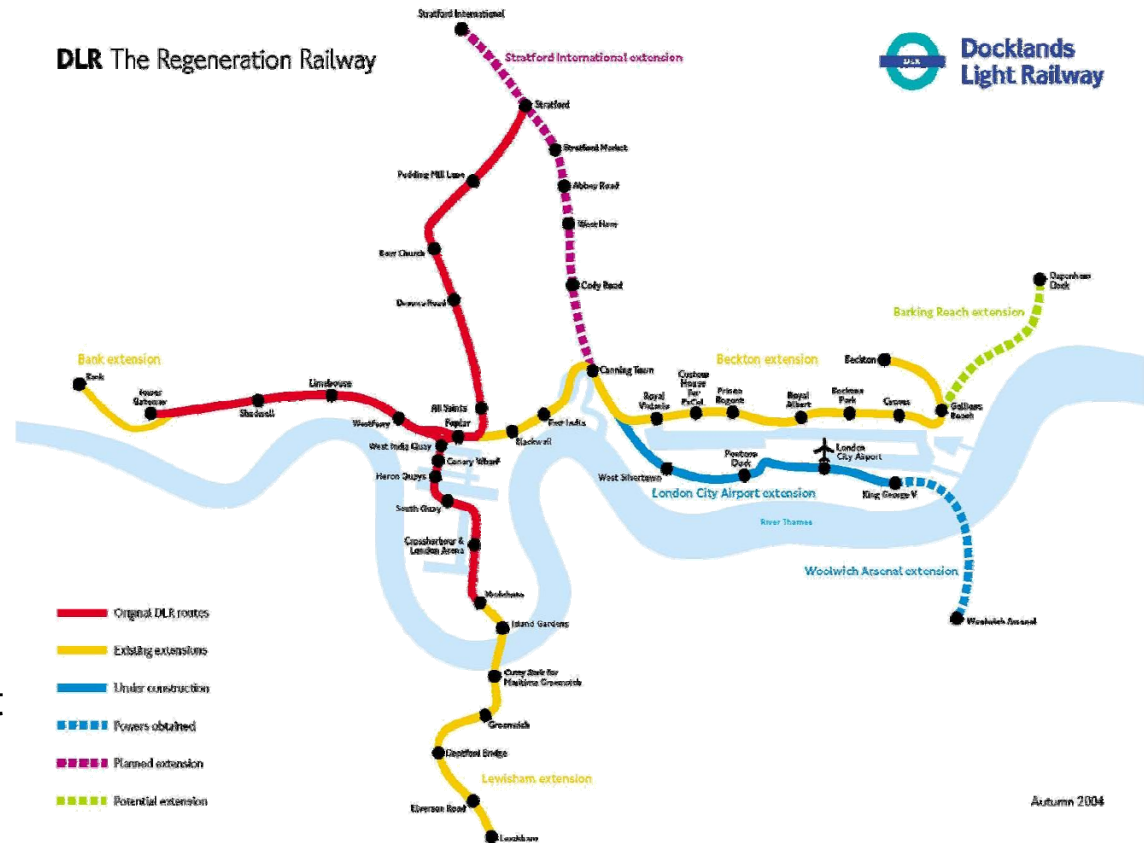 Stratford International
DLR The Regeneration Railway
Stratford International extension
DLR
Docklands
Light Railway
Stratford
Stratford Market
Pudding Mill Lane
Abbey Road
West Ham
Bow Church
Cody Road
Devons Road
Dagenham
Dock
Barking Reach extension
Bank extension
Bank
Tower
Gateway
Shadwell
Limehouse
Westferry
All Saints
Poplar
Blackwall
East India
Canning Town
Beckton extension
Beckton
Royal
Victoria
Custom
House
for
ExCeL
Prince
Regent
Royal
Albert
Beckton
Park
Cyprus
Gallions
Reach
West India Quay
Canary Wharf
Heron Quays
South Quay
Crossharbour &
London Arena
West Silvertown
Pontoon
Dock
London
City Airport
King George V
London City Airport extension
River Thames
Woolwich Arsenal extension
Woolwich Arsenal
Mudchute
Island Gardens
Cutty Sark for
Maritime Greenwich
Greenwich
Deptford Bridge
Lewisham extension
Elverson Road
Lewisham
Original DLR routes
Existing extensions
Under construction
Powers obtained
Planned extension
Potential extension
Autumn 2004